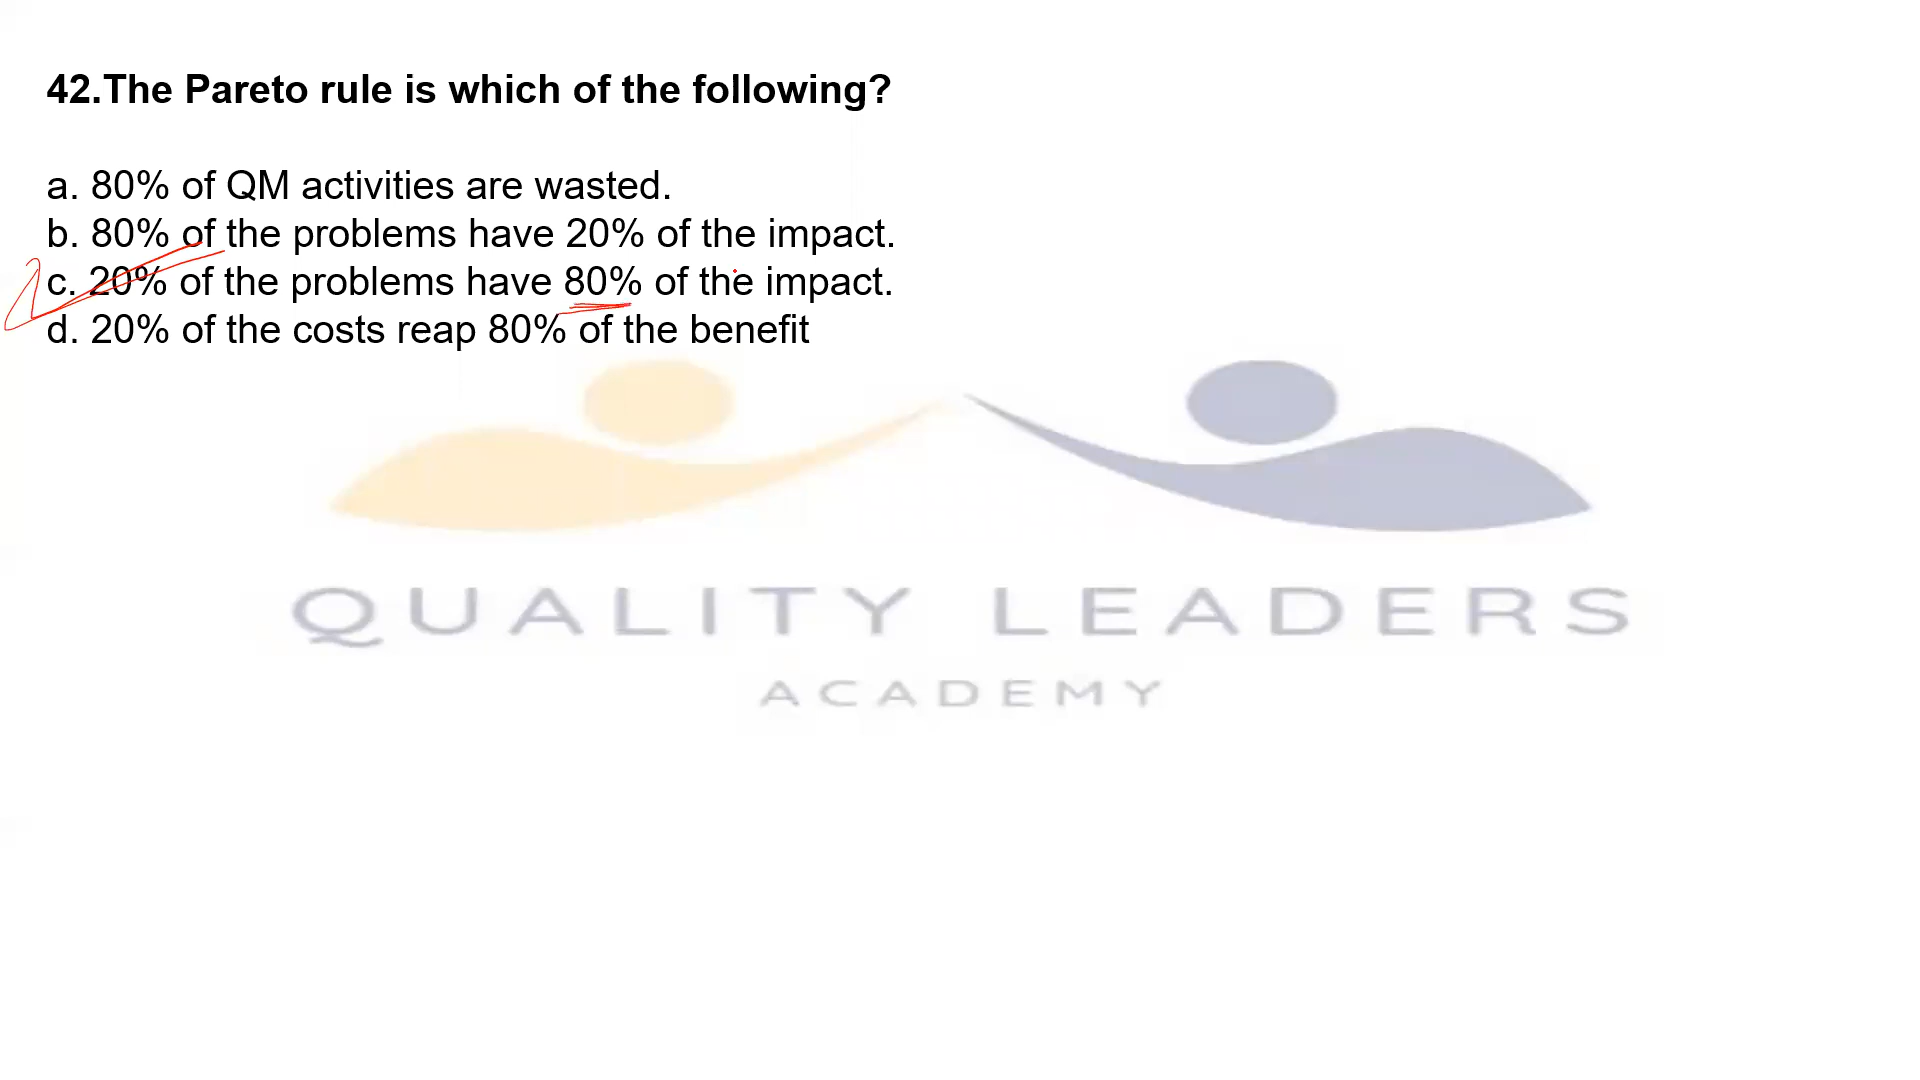 42.The Pareto rule is which of the following?
a. 80% of QM activities are wasted.
b. 80% of the problems have 20% of the impact.
c. 20% of the problems have 80% of the impact.
d. 20% of the costs reap 80% of the benefit
QUALITY LEADERS
ACADEMY